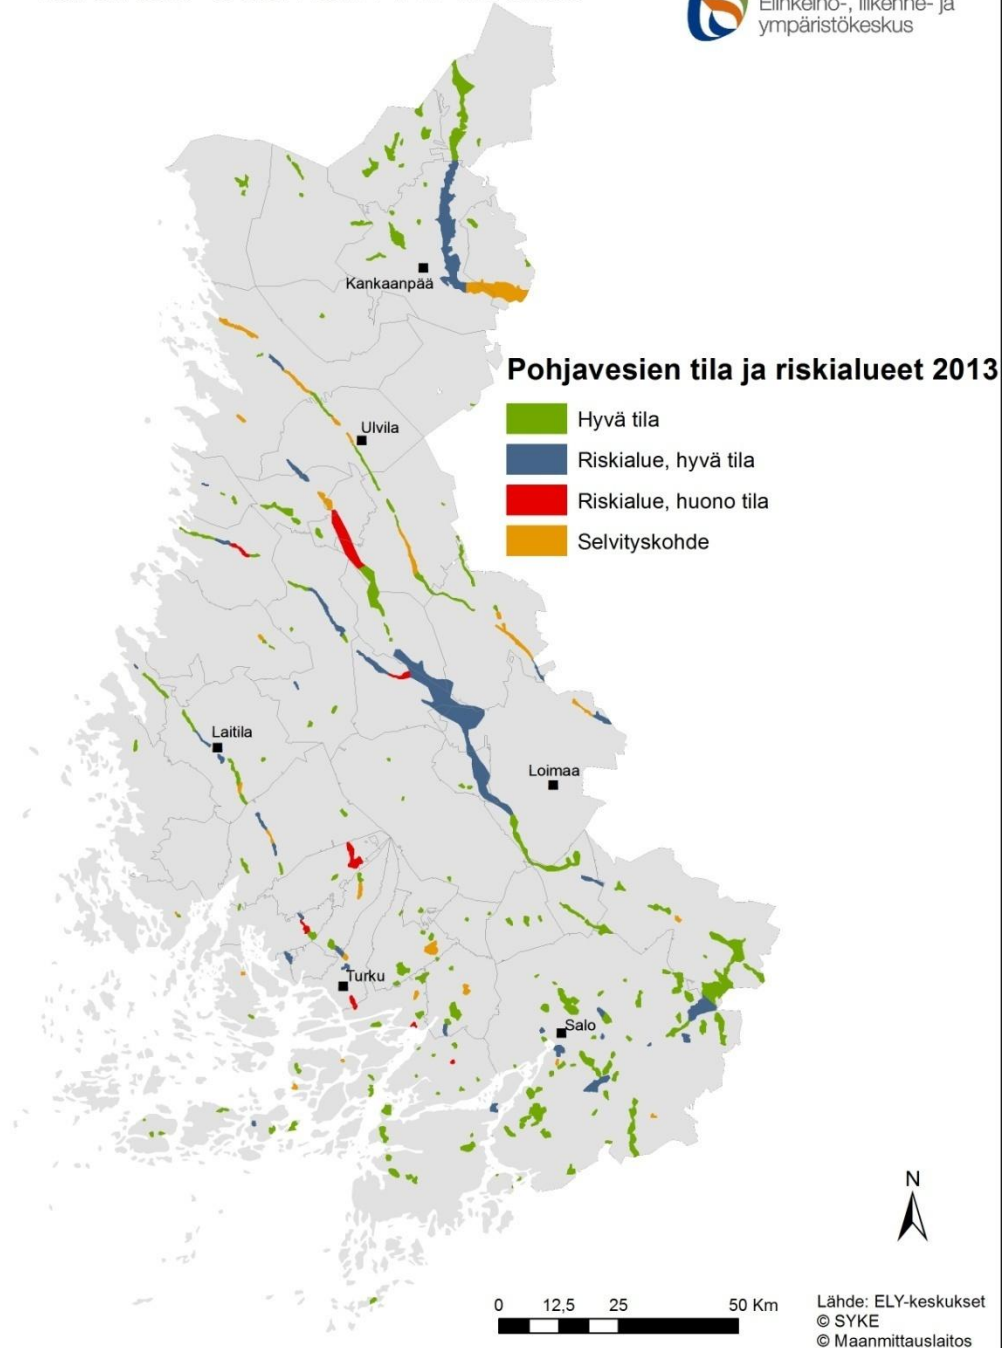 Elinkeino-, liikenne- ja
ympäristökeskus
Kankaanpää
Pohjavesien tila ja riskialueet 2013
Hyvä tila
Riskialue, hyvä tila
Riskialue, huono tila
Selvityskohde
Ulvila
Laitila
Loimaa
Turku
Salo
N
0 12,5 25 50 Km
Lähde: ELY-keskukset
© SYKE
© Maanmittauslaitos